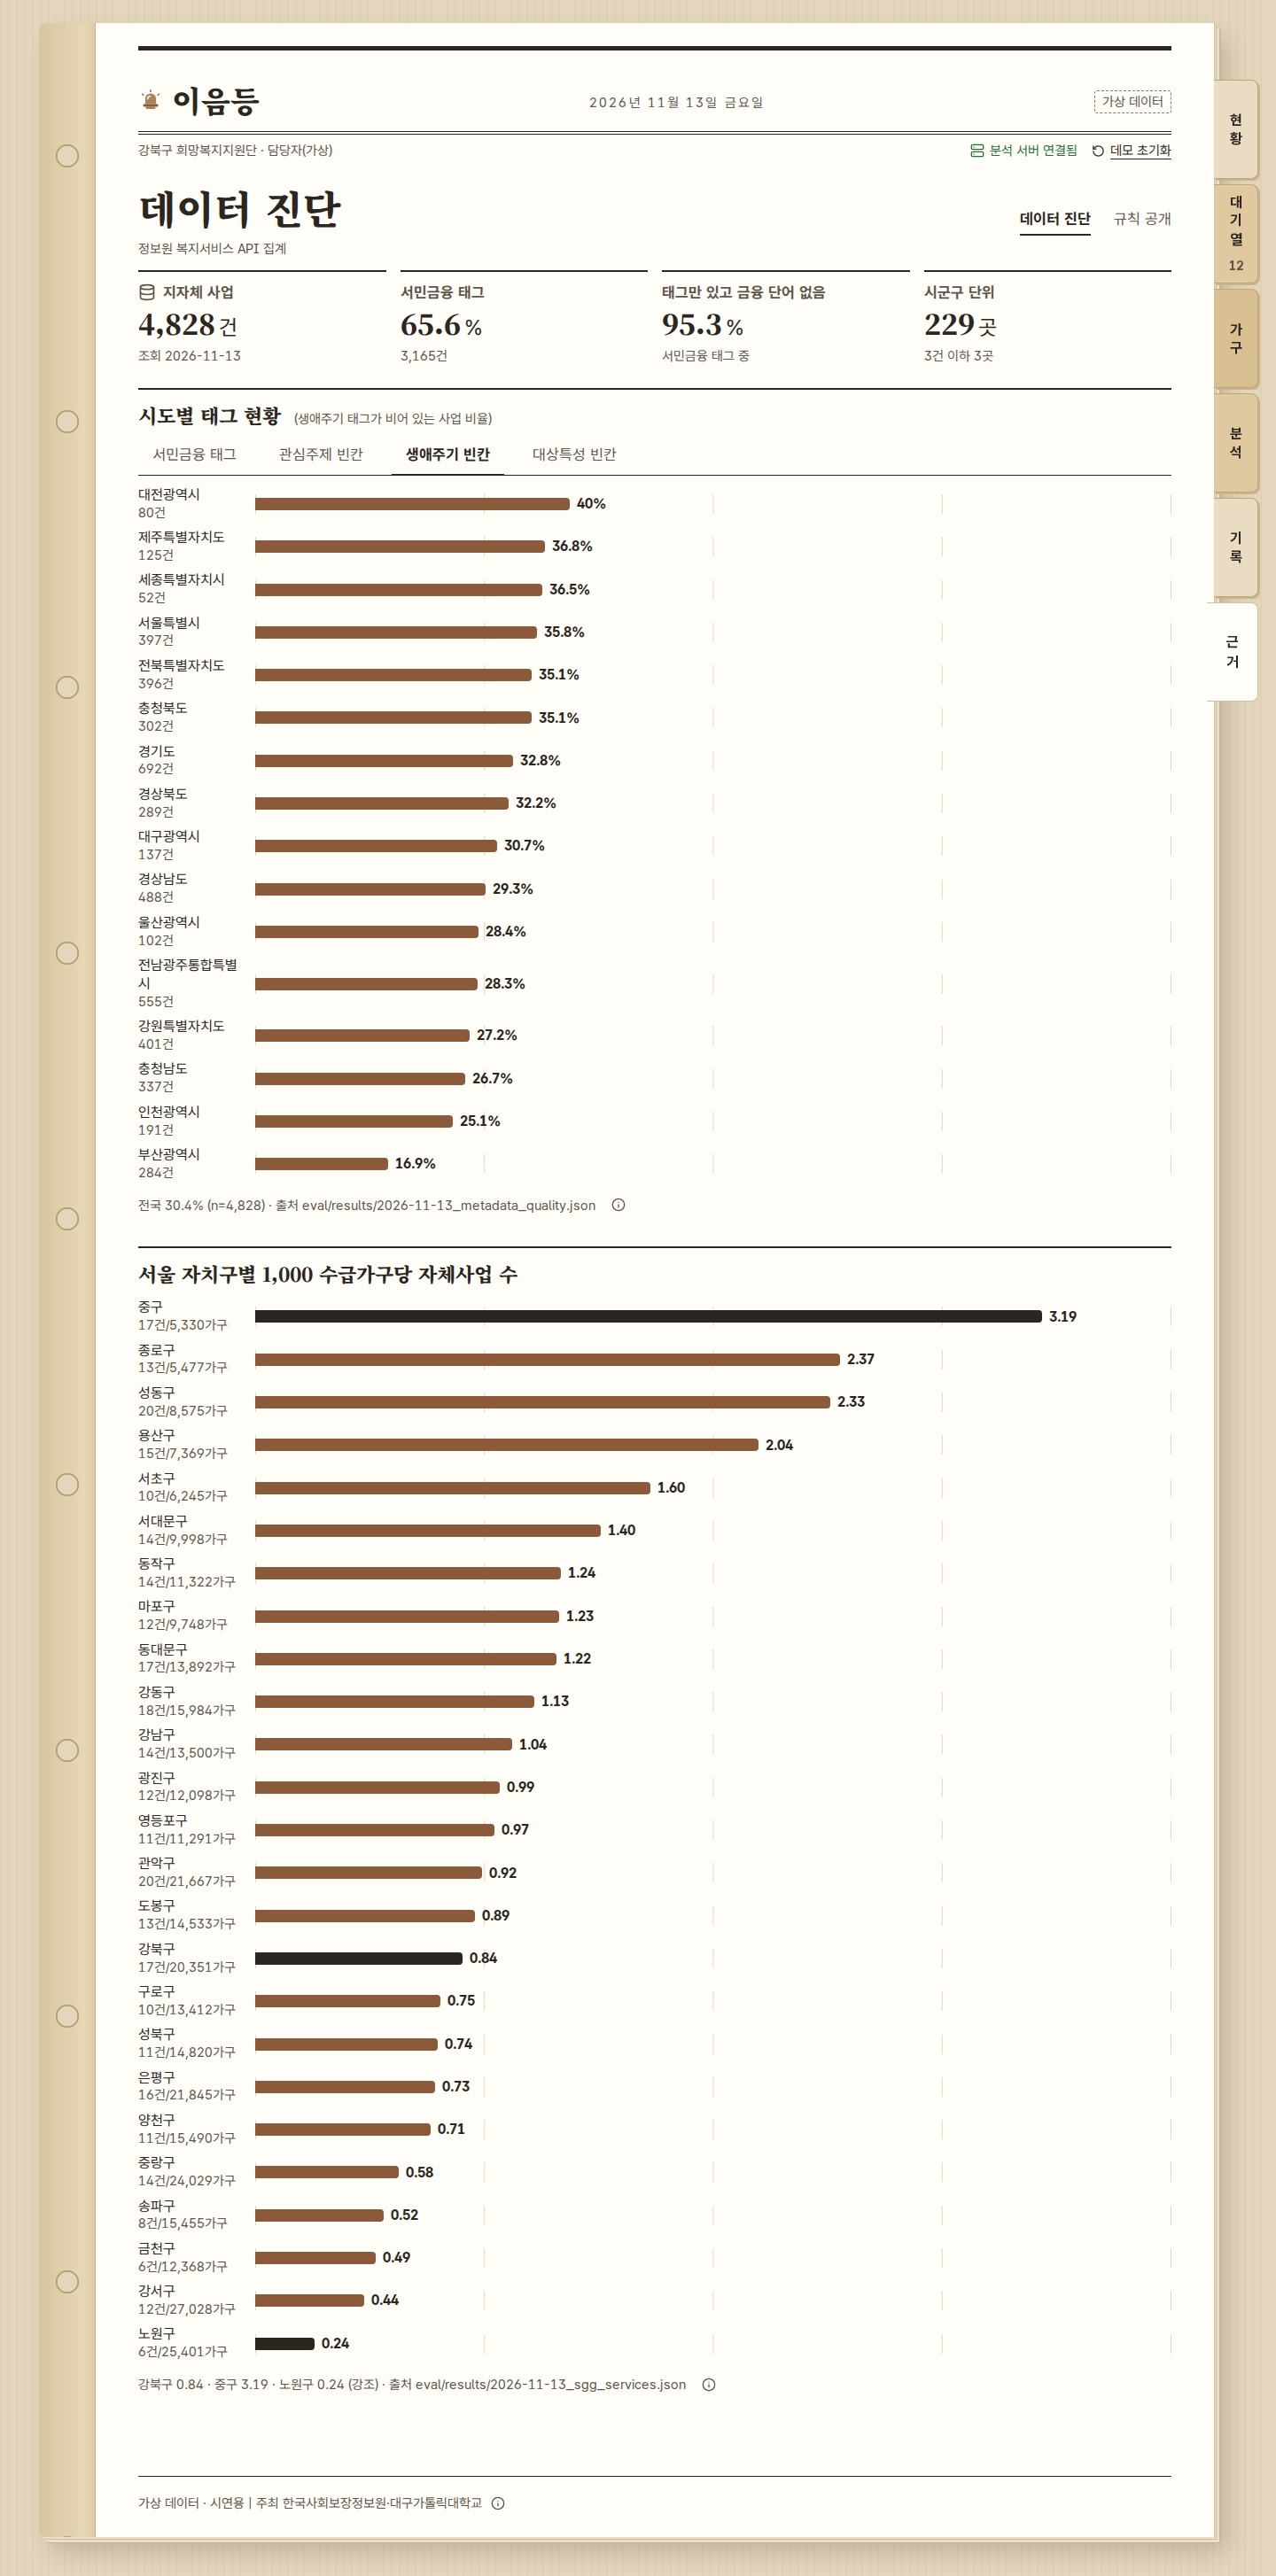 이음등
2026년 11월 13일 금요일
가상 데이터
강북구 희망복지지원단 · 담당자(가상)
분석 서버 연결됨
데모 초기화
데이터 진단
데이터 진단
규칙 공개
정보원 복지서비스 API 집계
지자체 사업
4,828 건
조회 2026-11-13
서민금융 태그
65.6 %
3,165건
태그만 있고 금융 단어 없음
95.3 %
서민금융 태그 중
시군구 단위
229 곳
3건 이하 3곳
시도별 태그 현황 (생애주기 태그가 비어 있는 사업 비율)
서민금융 태그
관심주제 빈칸
생애주기 빈칸
대상특성 빈칸
대전광역시
80건
40%
제주특별자치도
125건
36.8%
세종특별자치시
52건
36.5%
서울특별시
397건
35.8%
전북특별자치도
396건
35.1%
충청북도
302건
35.1%
경기도
692건
32.8%
경상북도
289건
32.2%
대구광역시
137건
30.7%
경상남도
488건
29.3%
울산광역시
102건
28.4%
전남광주통합특별
시
555건
28.3%
강원특별자치도
401건
27.2%
충청남도
337건
26.7%
인천광역시
191건
25.1%
부산광역시
284건
16.9%
전국 30.4% (n=4,828) · 출처 eval/results/2026-11-13_metadata_quality.json
서울 자치구별 1,000 수급가구당 자체사업 수
중구
17건/5,330가구
3.19
종로구
13건/5,477가구
2.37
성동구
20건/8,575가구
2.33
용산구
15건/7,369가구
2.04
서초구
10건/6,245가구
1.60
서대문구
14건/9,998가구
1.40
동작구
14건/11,322가구
1.24
마포구
12건/9,748가구
1.23
동대문구
17건/13,892가구
1.22
강동구
18건/15,984가구
1.13
강남구
14건/13,500가구
1.04
광진구
12건/12,098가구
0.99
영등포구
11건/11,291가구
0.97
관악구
20건/21,667가구
0.92
도봉구
13건/14,533가구
0.89
강북구
17건/20,351가구
0.84
구로구
10건/13,412가구
0.75
성북구
11건/14,820가구
0.74
은평구
16건/21,845가구
0.73
양천구
11건/15,490가구
0.71
중랑구
14건/24,029가구
0.58
송파구
8건/15,455가구
0.52
금천구
6건/12,368가구
0.49
강서구
12건/27,028가구
0.44
노원구
6건/25,401가구
0.24
강북구 0.84 · 중구 3.19 · 노원구 0.24 (강조) · 출처 eval/results/2026-11-13_sgg_services.json
가상 데이터 · 시연용 | 주최 한국사회보장정보원·대구가톨릭대학교
현황
대기열
12
가구
분석
기록
근거